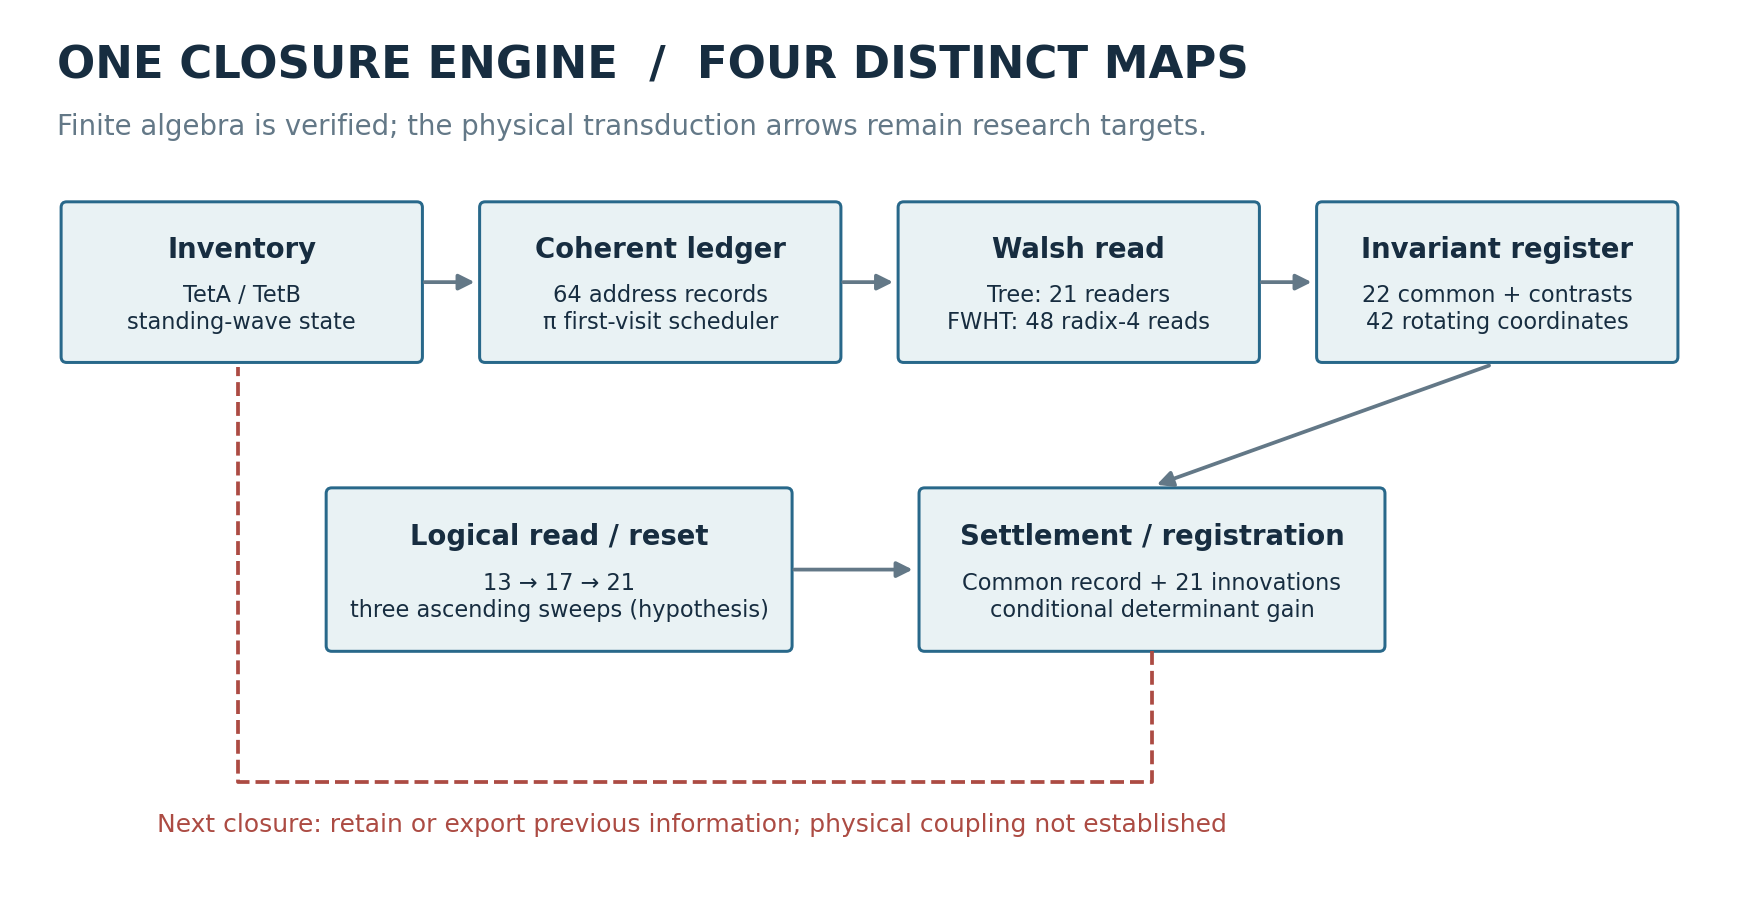 ONE CLOSURE ENGINE / FOUR DISTINCT MAPS
Finite algebra is verified; the physical transduction arrows remain research targets.
Inventory
TetA / TetB
standing-wave state
Coherent ledger
64 address records
π first-visit scheduler
Walsh read
Tree: 21 readers
FWHT: 48 radix-4 reads
Invariant register
22 common + contrasts
42 rotating coordinates
Logical read / reset
13 → 17 → 21
three ascending sweeps (hypothesis)
Settlement / registration
Common record + 21 innovations
conditional determinant gain
Next closure: retain or export previous information; physical coupling not established